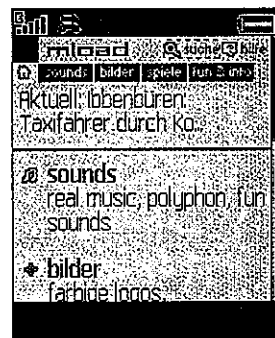 mload suche hilfe
sounds bilder spiele fun & info
Aktuell: Ibbenbüren:
Taxifahrer durch Ko...
sounds
real music, polyphon, fun
sounds
bilder
farbige logos